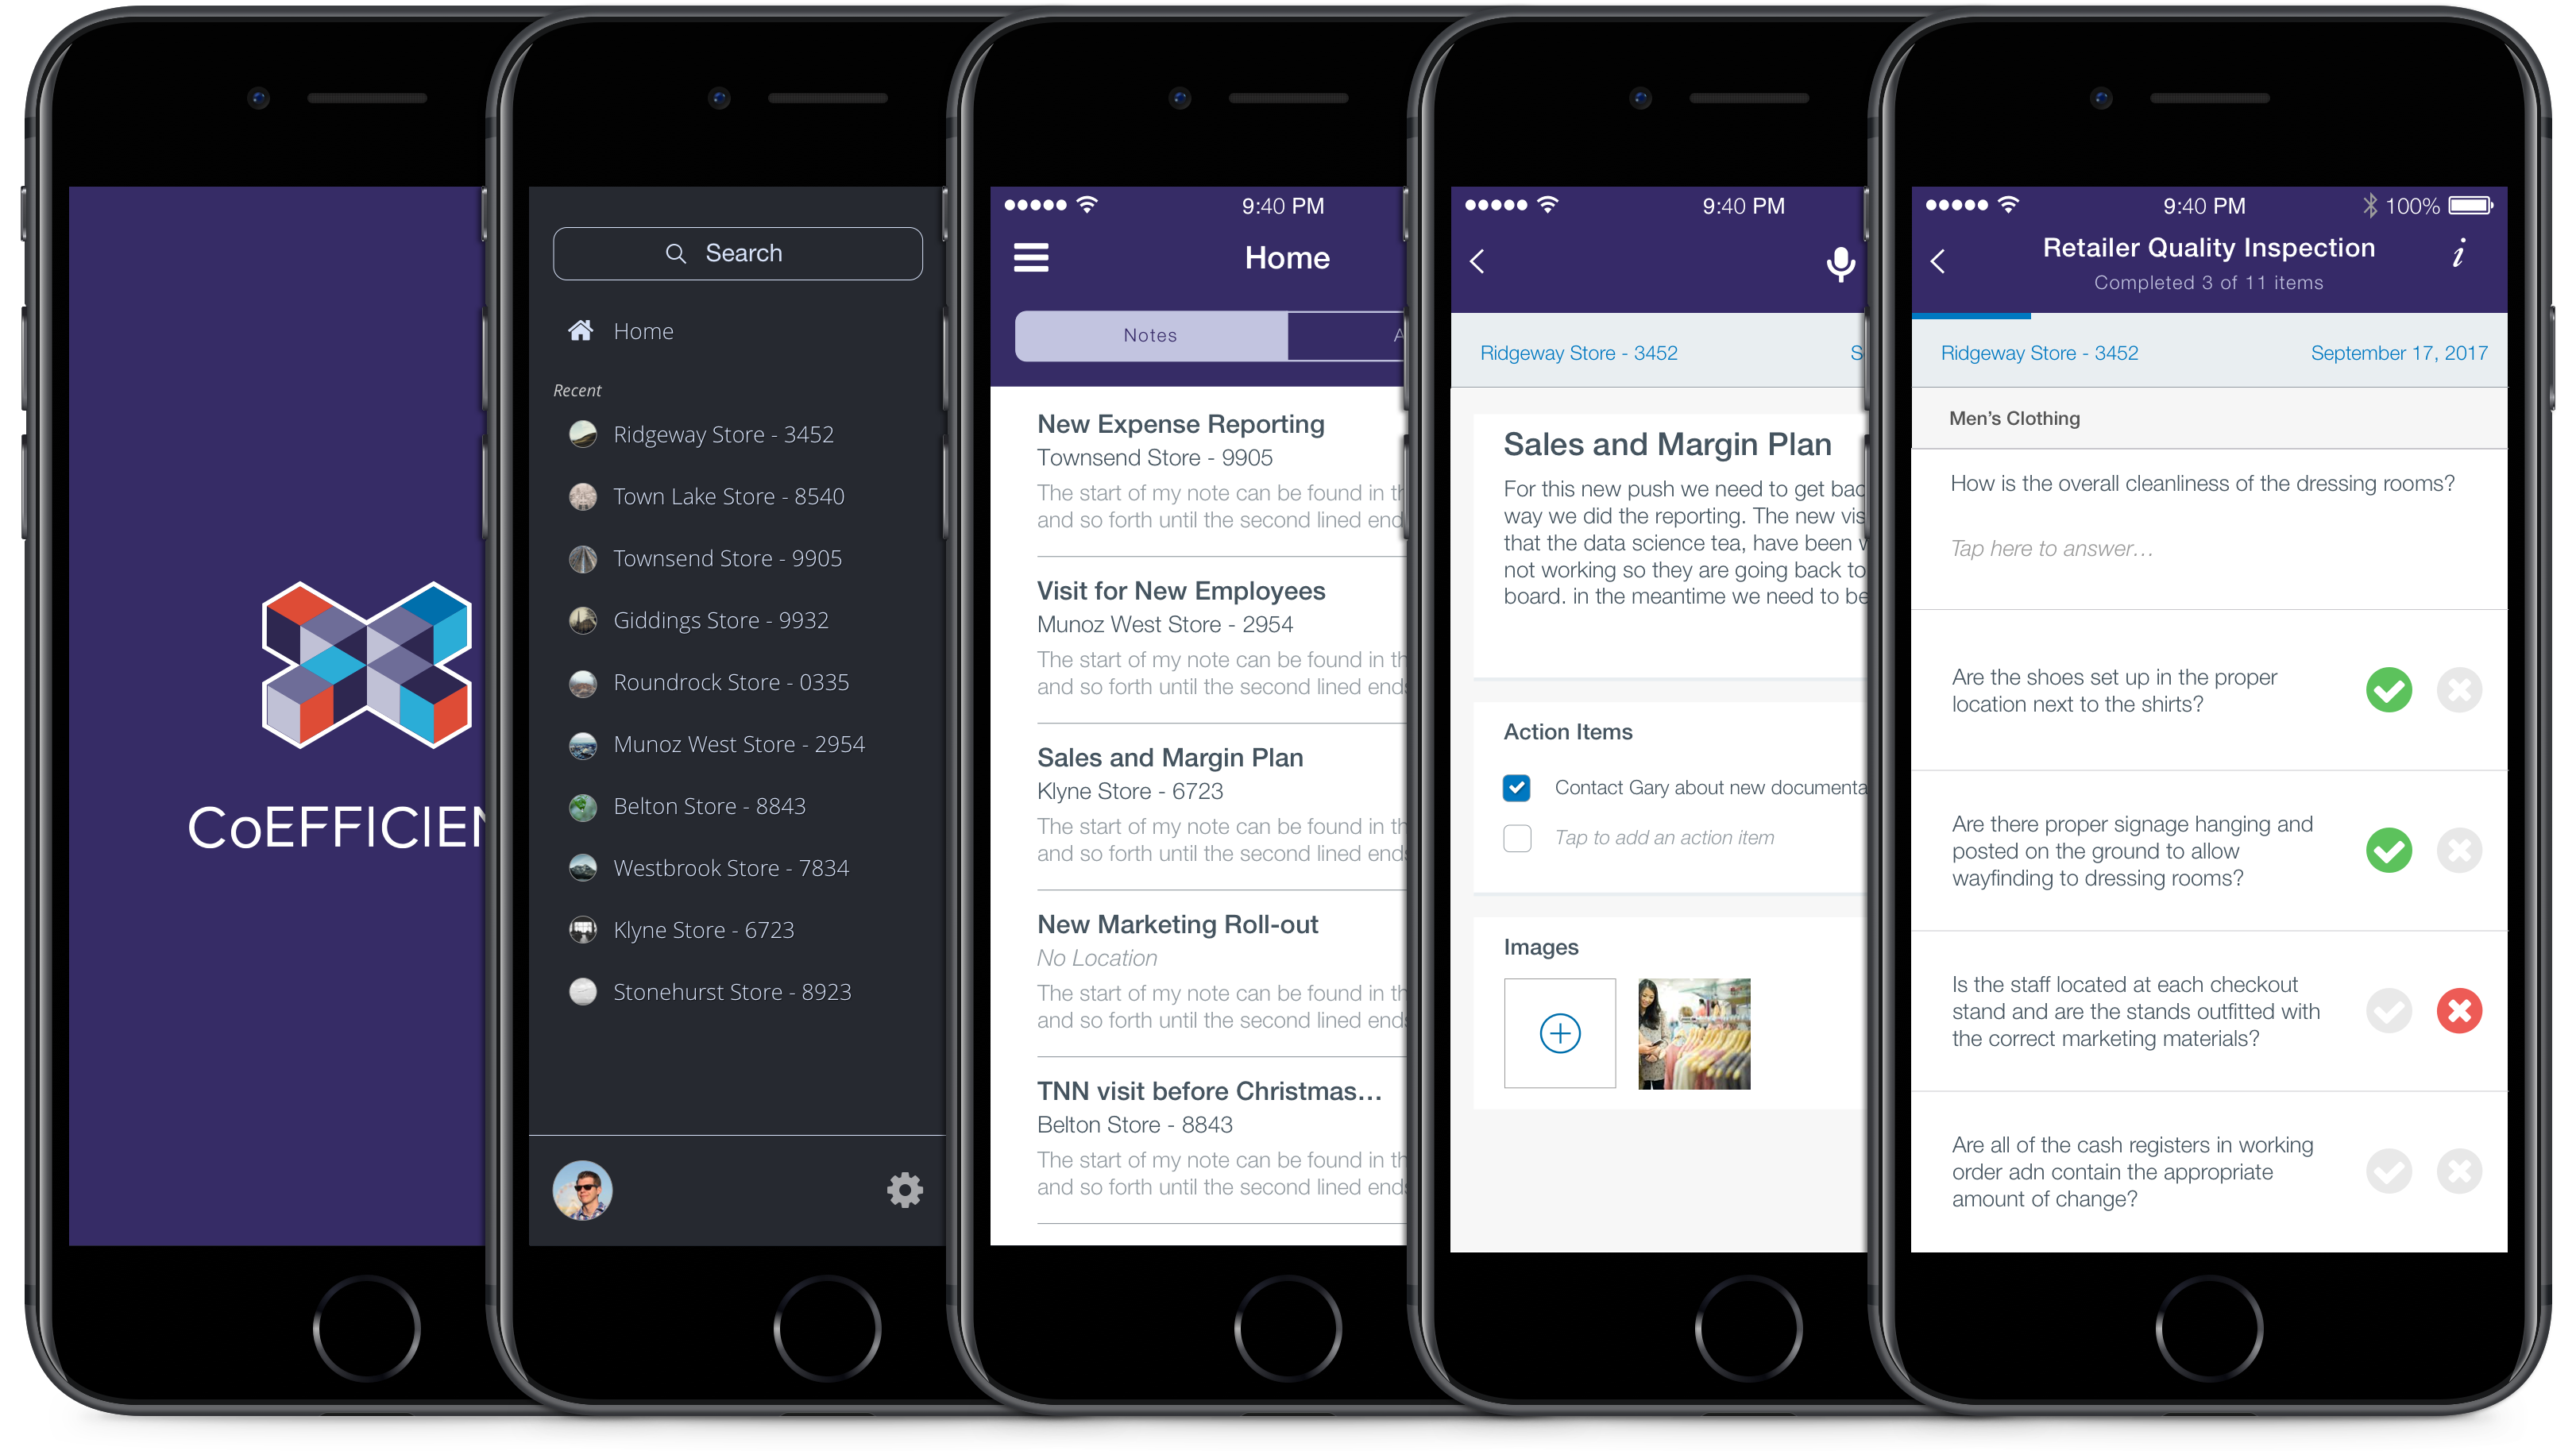 CoEFFICIEN
Search
Home
Recent
Ridgeway Store - 3452
Town Lake Store - 8540
Townsend Store - 9905
Giddings Store - 9932
Roundrock Store - 0335
Munoz West Store - 2954
Belton Store - 8843
Westbrook Store - 7834
Klyne Store - 6723
Stonehurst Store - 8923
9:40 PM
Home
Notes
A
New Expense Reporting
Townsend Store - 9905
The start of my note can be found in th
and so forth until the second lined end
Visit for New Employees
Munoz West Store - 2954
The start of my note can be found in th
and so forth until the second lined ends
Sales and Margin Plan
Klyne Store - 6723
The start of my note can be found in th
and so forth until the second lined ends
New Marketing Roll-out
No Location
The start of my note can be found in th
and so forth until the second lined ends
TNN visit before Christmas...
Belton Store - 8843
The start of my note can be found in th
and so forth until the second lined ends
9:40 PM
Ridgeway Store - 3452 S
Sales and Margin Plan
For this new push we need to get bac
way we did the reporting. The new vis
that the data science tea, have been w
not working so they are going back to
board. in the meantime we need to be
Action Items
Contact Gary about new documenta
Tap to add an action item
Images
9:40 PM 100%
Retailer Quality Inspection
Completed 3 of 11 items
Ridgeway Store - 3452 September 17, 2017
Men's Clothing
How is the overall cleanliness of the dressing rooms?
Tap here to answer...
Are the shoes set up in the proper
location next to the shirts?
Are there proper signage hanging and
posted on the ground to allow
wayfinding to dressing rooms?
Is the staff located at each checkout
stand and are the stands outfitted with
the correct marketing materials?
Are all of the cash registers in working
order adn contain the appropriate
amount of change?